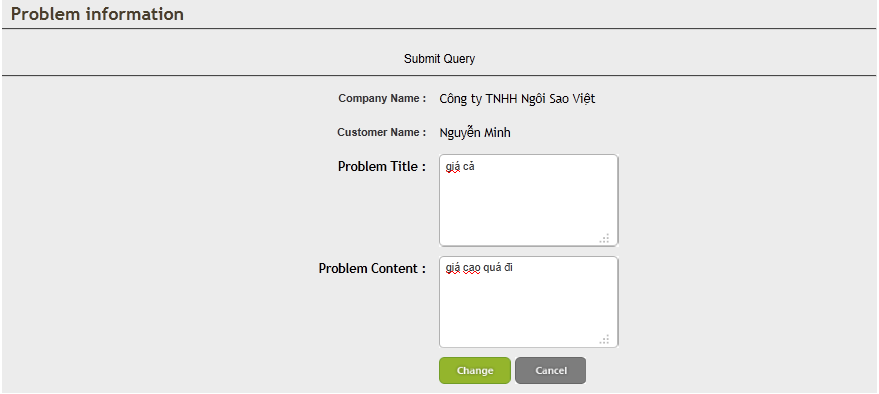 Problem information
Submit Query
Company Name : Công ty TNHH Ngôi Sao Việt
Customer Name : Nguyễn Minh
Problem Title : giá cả
Problem Content : giá cao quá đi
Change Cancel